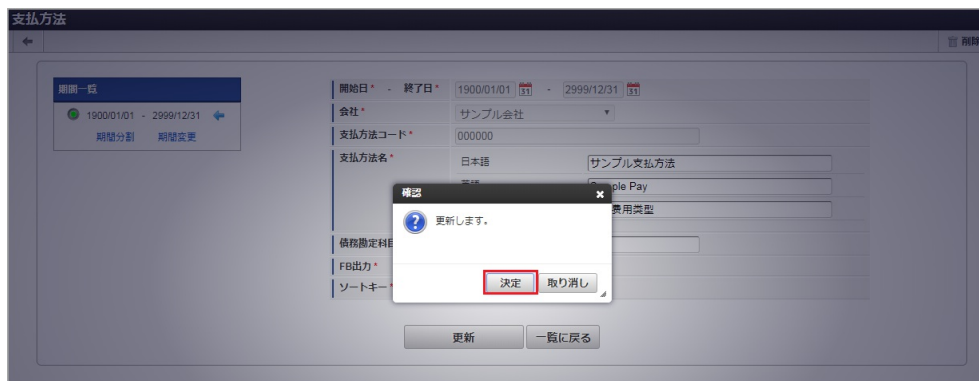 支払方法
削除
期間一覧
1900/01/01 - 2999/12/31
期間分割 期間変更
開始日* - 終了日* 1900/01/01 31 - 2999/12/31 31
会社* サンプル会社
支払方法コード* 000000
支払方法名* 日本語 サンプル支払方法
ple Pay
費用类型
債務勘定科目
FB出力*
ソートキー*
確認
更新します。
決定 取り消し
更新 一覧に戻る